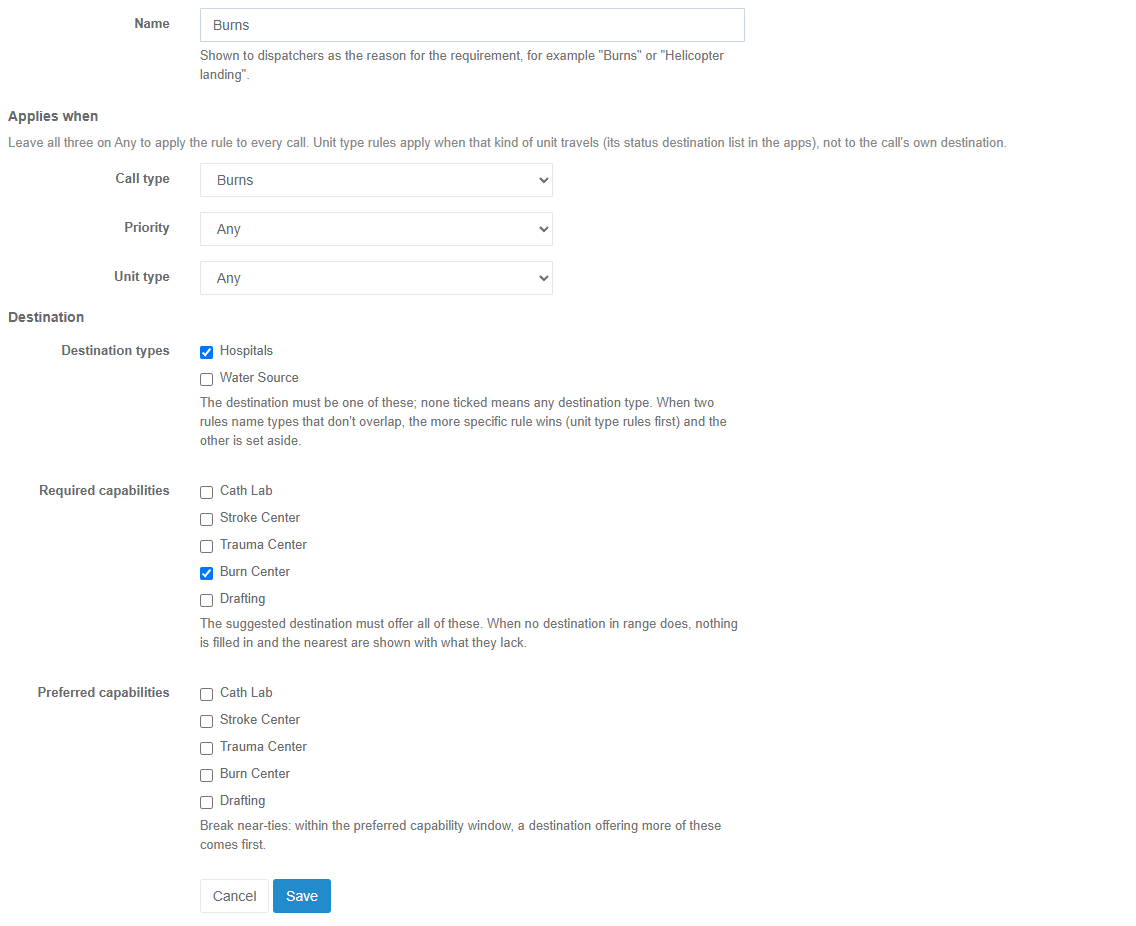 Name
Burns
Shown to dispatchers as the reason for the requirement, for example "Burns" or "Helicopter
landing".
Applies when
Leave all three on Any to apply the rule to every call. Unit type rules apply when that kind of unit travels (its status destination list in the apps), not to the call's own destination.
Call type
Burns
Priority
Any
Unit type
Any
Destination
Destination types
Hospitals
Water Source
The destination must be one of these; none ticked means any destination type. When two
rules name types that don't overlap, the more specific rule wins (unit type rules first) and the
other is set aside.
Required capabilities
Cath Lab
Stroke Center
Trauma Center
Burn Center
Drafting
The suggested destination must offer all of these. When no destination in range does, nothing
is filled in and the nearest are shown with what they lack.
Preferred capabilities
Cath Lab
Stroke Center
Trauma Center
Burn Center
Drafting
Break near-ties: within the preferred capability window, a destination offering more of these
comes first.
Cancel
Save